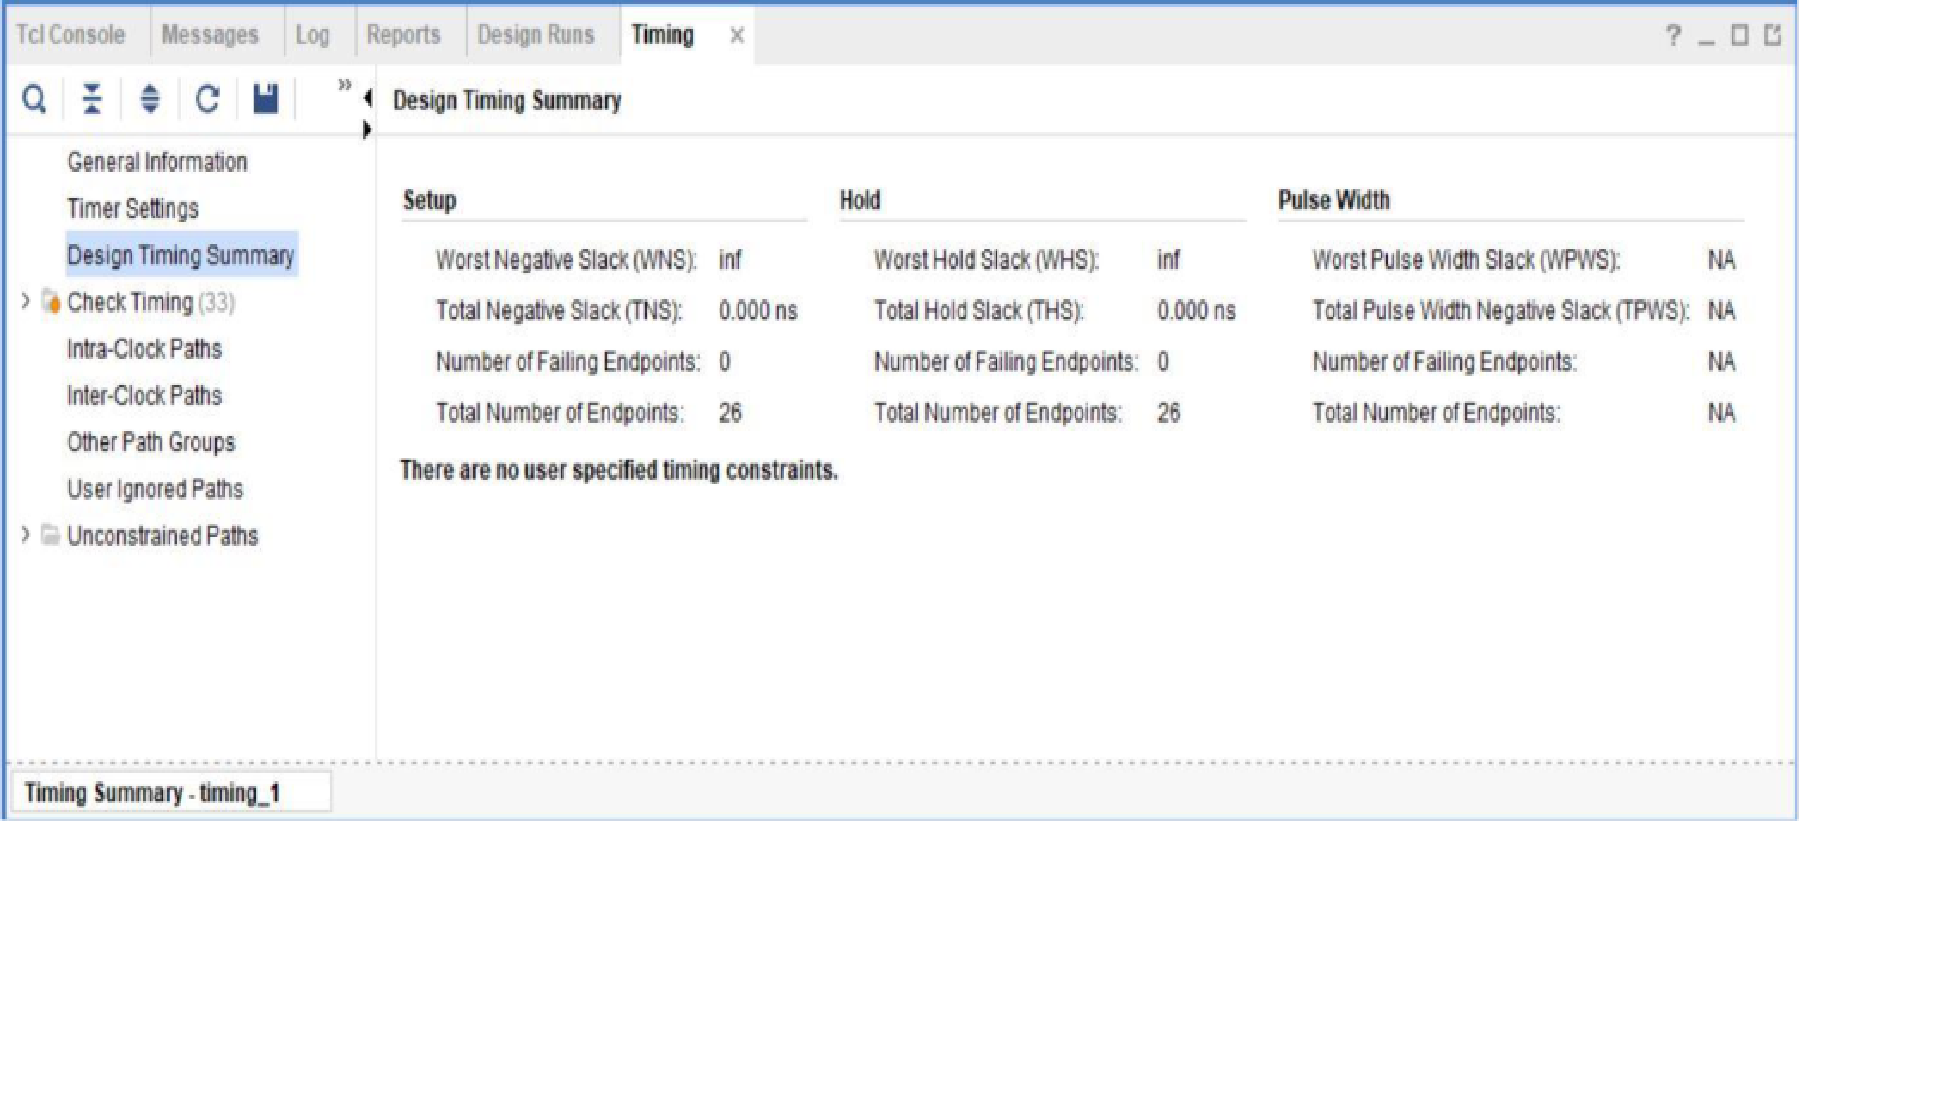 Tcl Console Messages Log Reports Design Runs Timing ×
? _
»
Design Timing Summary
General Information
Timer Settings
Design Timing Summary
Check Timing (33)
Intra-Clock Paths
Inter-Clock Paths
Other Path Groups
User Ignored Paths
Unconstrained Paths
Setup Hold Pulse Width
Worst Negative Slack (WNS): inf Worst Hold Slack (WHS): inf Worst Pulse Width Slack (WPWS): NA
Total Negative Slack (TNS): 0.000 ns Total Hold Slack (THS): 0.000 ns Total Pulse Width Negative Slack (TPWS): NA
Number of Failing Endpoints: 0 Number of Failing Endpoints: 0 Number of Failing Endpoints: NA
Total Number of Endpoints: 26 Total Number of Endpoints: 26 Total Number of Endpoints: NA
There are no user specified timing constraints.
Timing Summary - timing_1